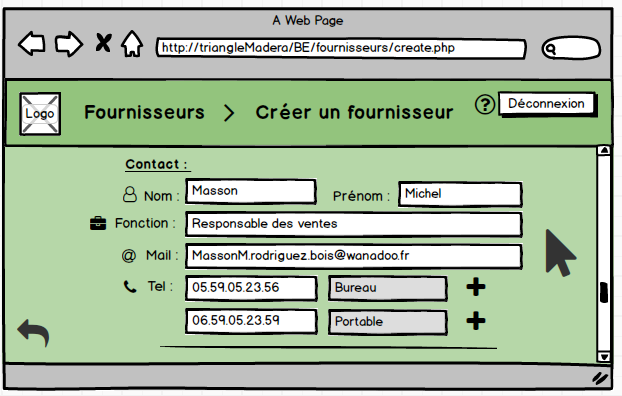 A Web Page
http://triangleMadera/BE/fournisseurs/create.php
Logo
Fournisseurs > Créer un fournisseur
?
Déconnexion
Contact :
Nom : Masson Prénom : Michel
Fonction : Responsable des ventes
@ Mail : MassonM.rodriguez.bois@wanadoo.fr
Tel : 05.59.05.23.56 Bureau +
06.59.05.23.59 Portable +